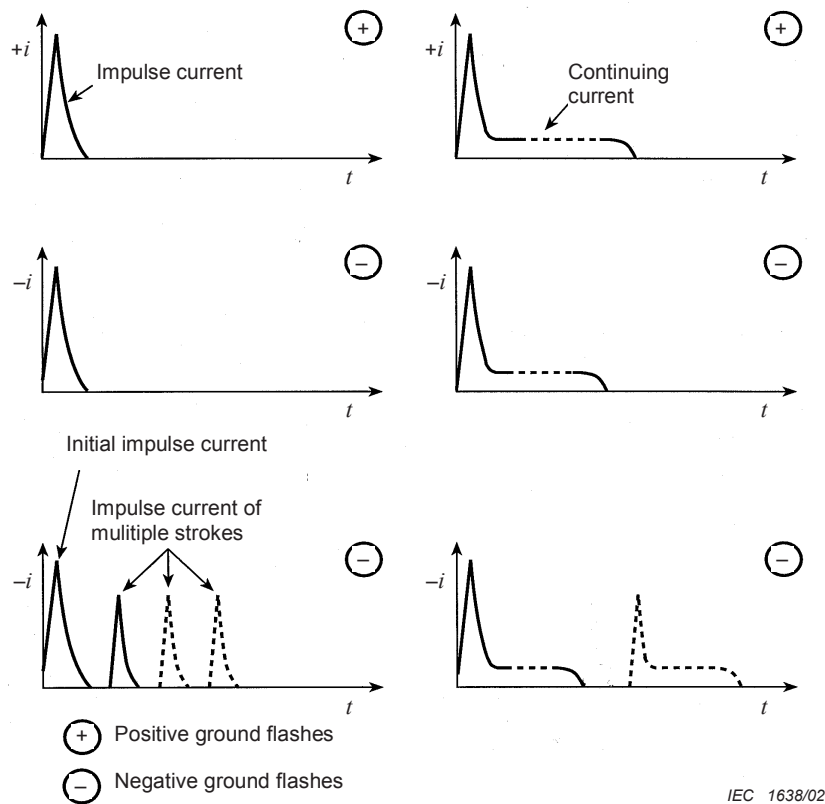 +i
+
Impulse current
t
+i
+
Continuing
current
t
–i
–
t
–i
–
t
Initial impulse current
Impulse current of
mulitiple strokes
–i
–
t
–i
–
t
+ Positive ground flashes
– Negative ground flashes
IEC 1638/02